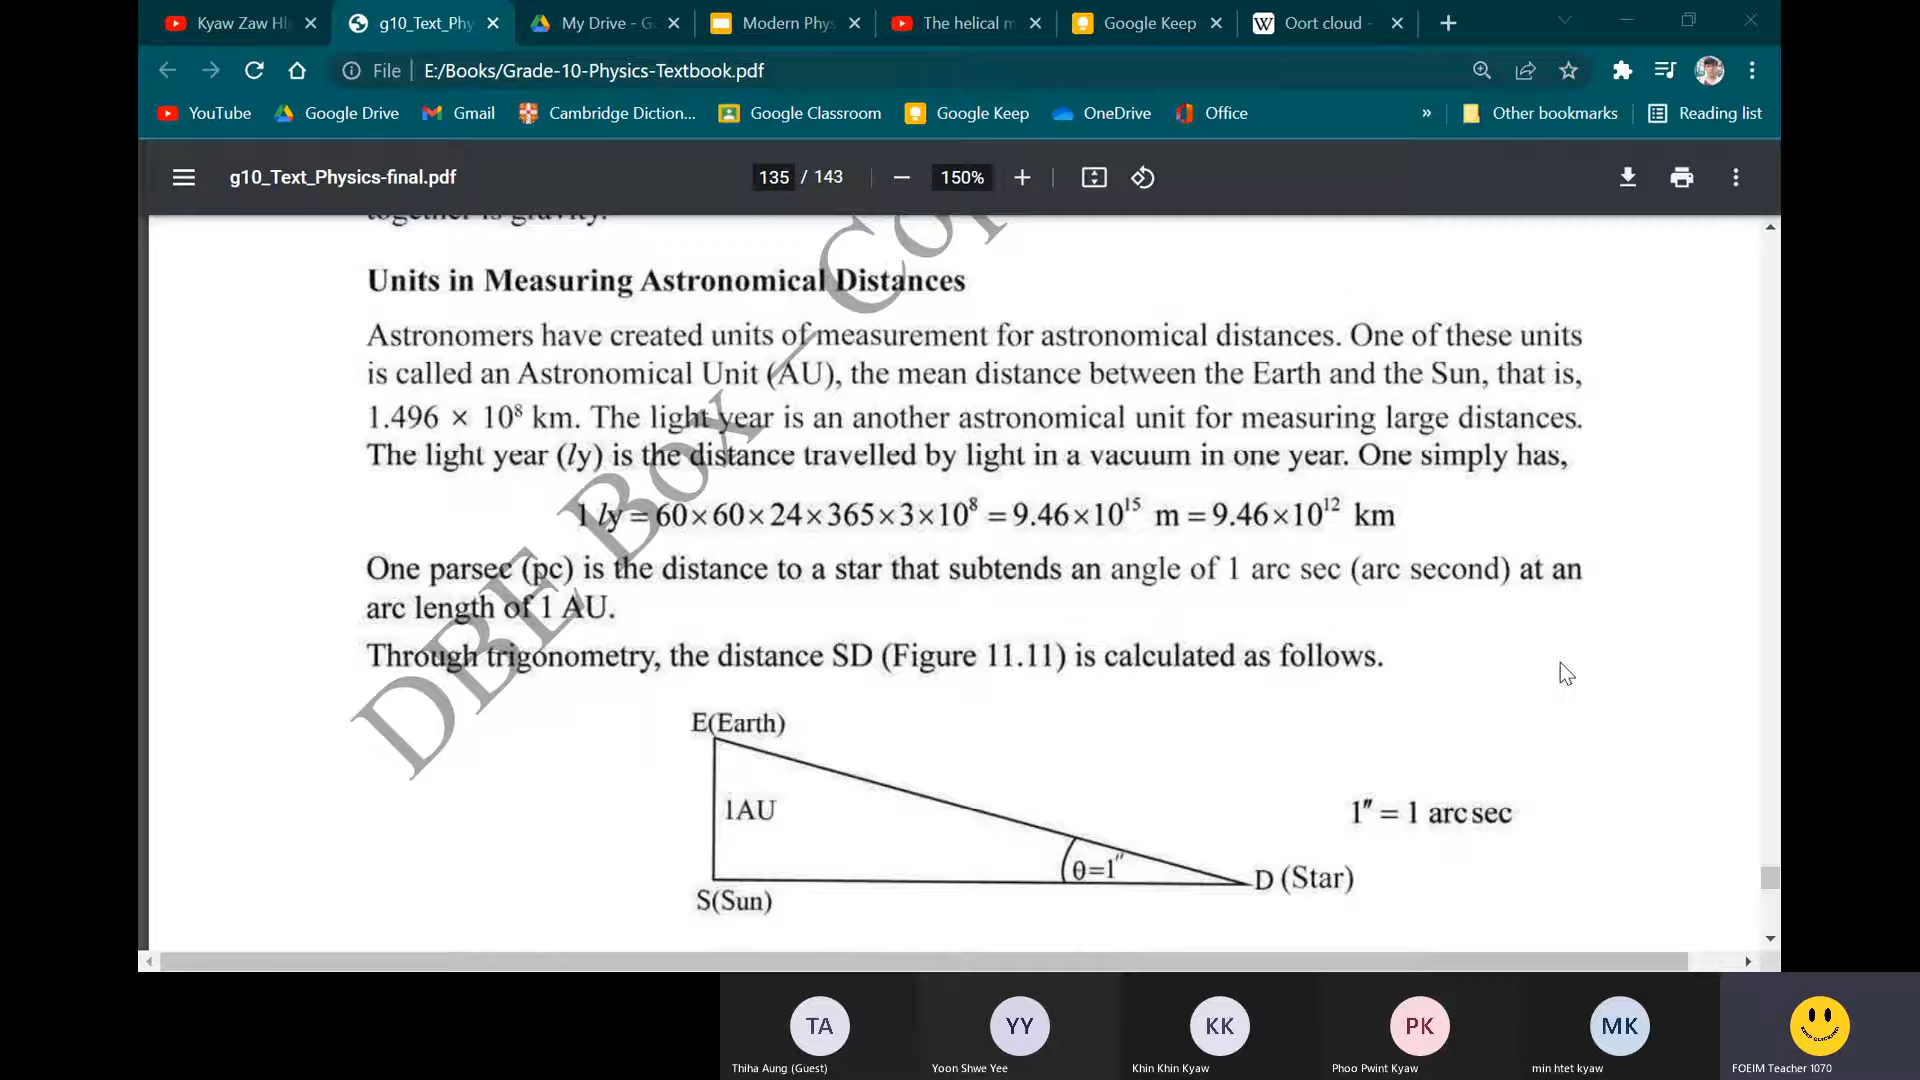 Kyaw Zaw Hl
g10_Text_Phy
My Drive - G
Modern Phys
The helical m
Google Keep
Oort cloud -
File
E:/Books/Grade-10-Physics-Textbook.pdf
YouTube
Google Drive
Gmail
Cambridge Diction...
Google Classroom
Google Keep
OneDrive
Office
»
Other bookmarks
Reading list
g10_Text_Physics-final.pdf
135 / 143
150%
together is gravity.
Units in Measuring Astronomical Distances
Astronomers have created units of measurement for astronomical distances. One of these units
is called an Astronomical Unit (AU), the mean distance between the Earth and the Sun, that is,
1.496 × 10⁸ km. The light year is an another astronomical unit for measuring large distances.
The light year (ly) is the distance travelled by light in a vacuum in one year. One simply has,
1 ly = 60×60×24×365×3×10⁸ = 9.46×10¹⁵ m = 9.46×10¹² km
One parsec (pc) is the distance to a star that subtends an angle of 1 arc sec (arc second) at an
arc length of 1 AU.
Through trigonometry, the distance SD (Figure 11.11) is calculated as follows.
DBE Box – Cop
E(Earth)
1AU
1″ = 1 arc sec
θ=1″
D (Star)
S(Sun)
TA
YY
KK
PK
MK
KEEP CLICKING
Thiha Aung (Guest)
Yoon Shwe Yee
Khin Khin Kyaw
Phoo Pwint Kyaw
min htet kyaw
FOEIM Teacher 1070